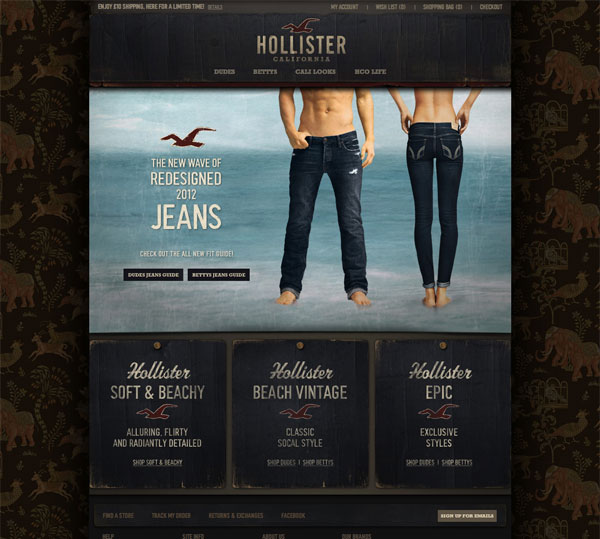 ENJOY £10 SHIPPING, HERE FOR A LIMITED TIME! DETAILS
MY ACCOUNT | WISH LIST (0) | SHOPPING BAG (0) | CHECKOUT
HOLLISTER
CALIFORNIA
DUDES BETTYS CALI LOOKS HCO LIFE
THE NEW WAVE OF
REDESIGNED
2012
JEANS
CHECK OUT THE ALL NEW FIT GUIDE!
DUDES JEANS GUIDE BETTYS JEANS GUIDE
Hollister
SOFT & BEACHY
ALLURING, FLIRTY
AND RADIANTLY DETAILED
SHOP SOFT & BEACHY
Hollister
BEACH VINTAGE
CLASSIC
SOCAL STYLE
SHOP DUDES | SHOP BETTYS
Hollister
EPIC
EXCLUSIVE
STYLES
SHOP DUDES | SHOP BETTYS
FIND A STORE TRACK MY ORDER RETURNS & EXCHANGES FACEBOOK
SIGN UP FOR EMAILS
HELP SITE INFO ABOUT US OUR BRANDS